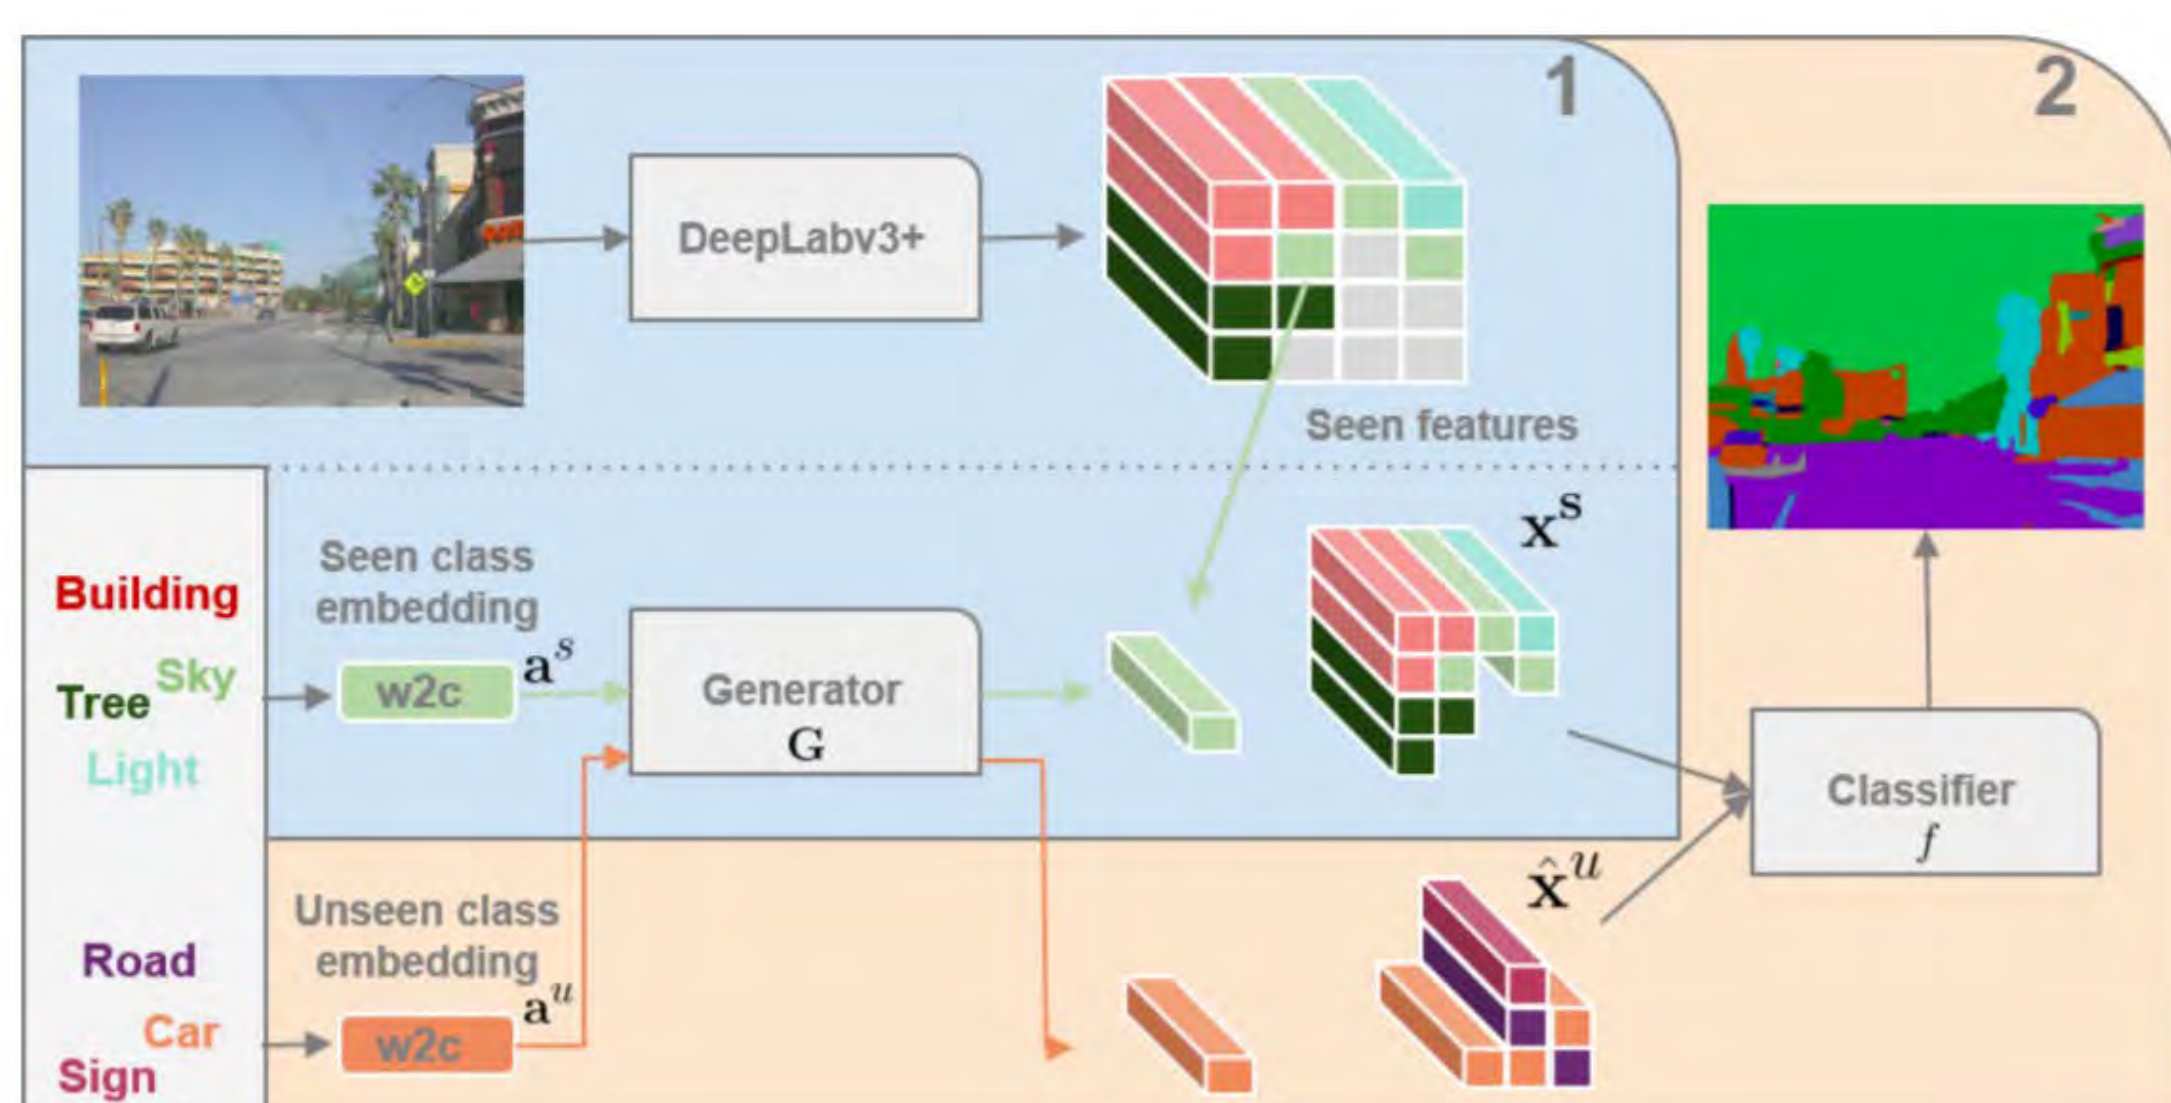 1
2
DeepLabv3+
Seen features
Building
Sky
Tree
Light
Seen class
embedding
w2c
a^s
Generator
G
x^s
Classifier
f
Road
Car
Sign
Unseen class
embedding
w2c
a^u
x̂^u